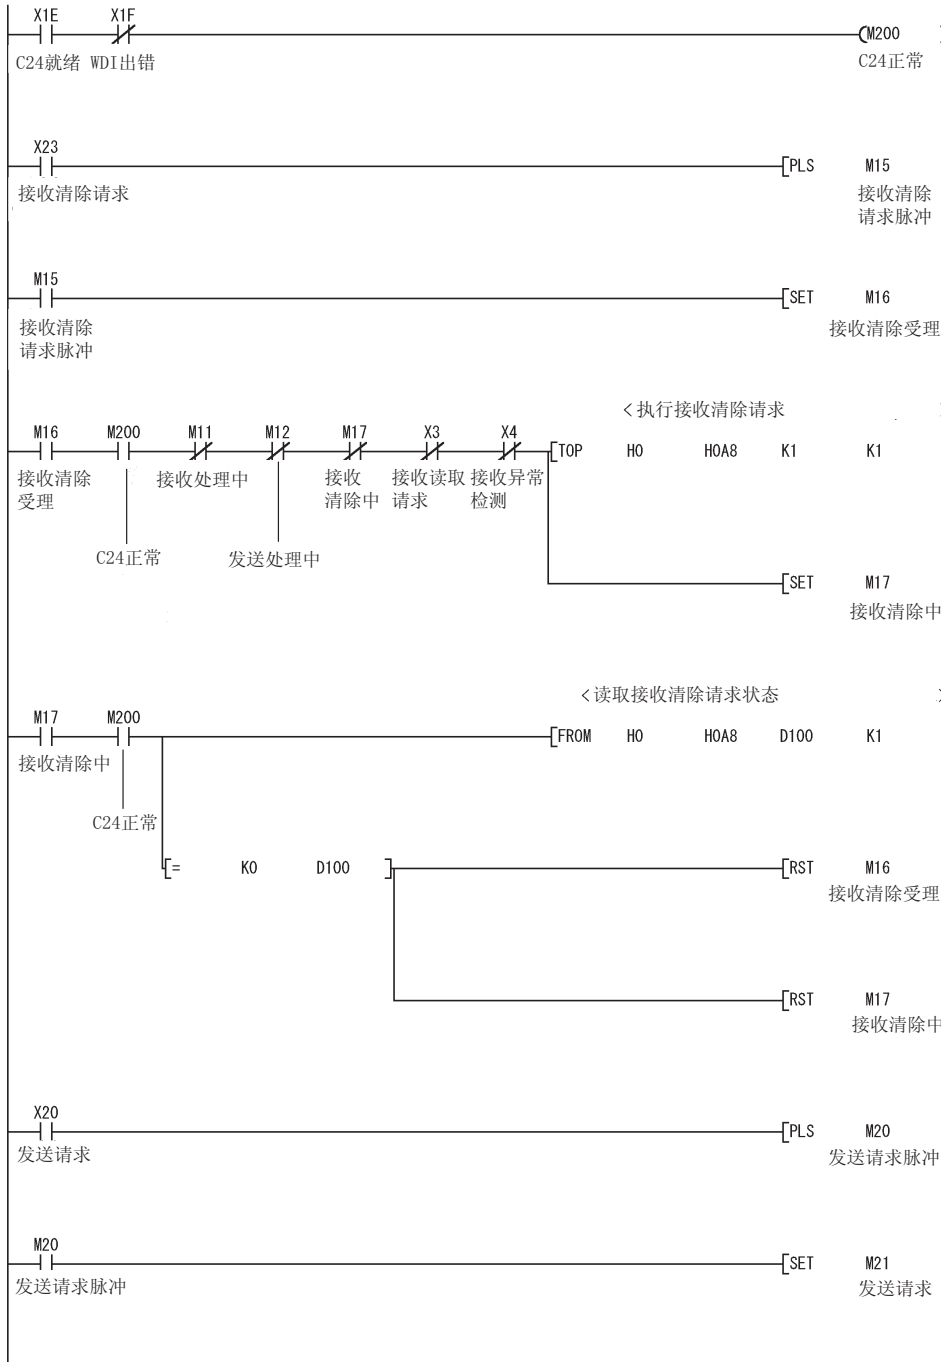 X1E X1F
(M200
C24就绪 WDI出错 C24正常
X23
[PLS M15
接收清除请求 接收清除
请求脉冲
M15
[SET M16
接收清除 接收清除受理
请求脉冲
<执行接收清除请求
M16 M200 M11 M12 M17 X3 X4
[TOP H0 H0A8 K1 K1
接收清除 接收处理中 接收 接收读取 接收异常
受理 清除中 请求 检测
C24正常 发送处理中
[SET M17
接收清除中
<读取接收清除请求状态 >
M17 M200
[FROM H0 H0A8 D100 K1
接收清除中
C24正常
[= K0 D100 ] [RST M16
接收清除受理
[RST M17
接收清除中
X20
[PLS M20
发送请求 发送请求脉冲
M20
[SET M21
发送请求脉冲 发送请求